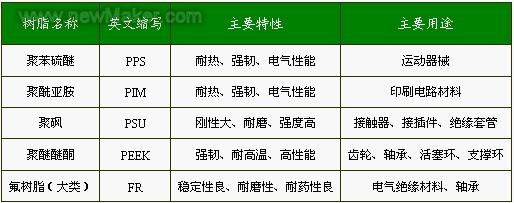 www.newMaker.com
树脂名称 英文缩写 主要特性 主要用途
聚苯硫醚 PPS 耐热、强韧、电气性能 运动器械
聚酰亚胺 PIM 耐热、强韧、电气性能 印刷电路材料
聚砜 PSU 刚性大、耐磨、强度高 接触器、接插件、绝缘套管
聚醚醚酮 PEEK 强韧、耐高温、高性能 齿轮、轴承、活塞环、支撑环
氟树脂(大类) FR 稳定性良、耐磨性、耐药性良 电气绝缘材料、轴承